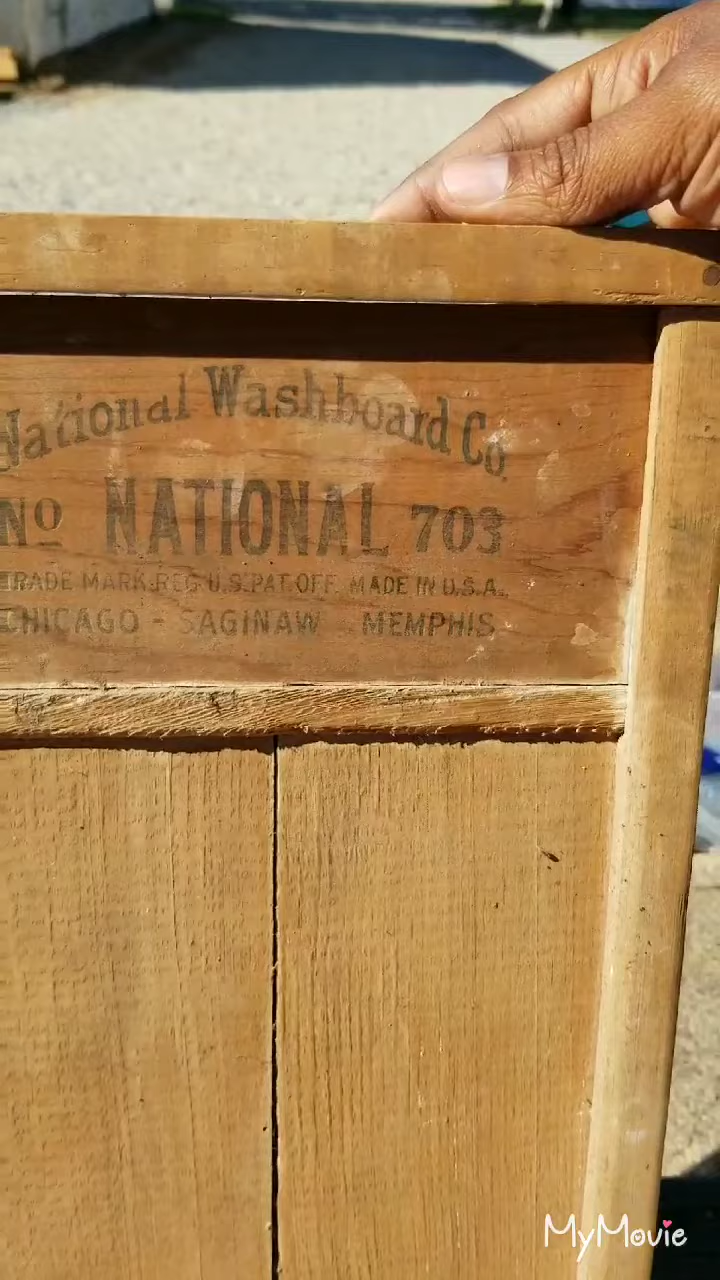 National Washboard Co.
No NATIONAL 703
TRADE MARK REG U.S. PAT. OFF. MADE IN U.S.A.
CHICAGO - SAGINAW MEMPHIS
MyMovie